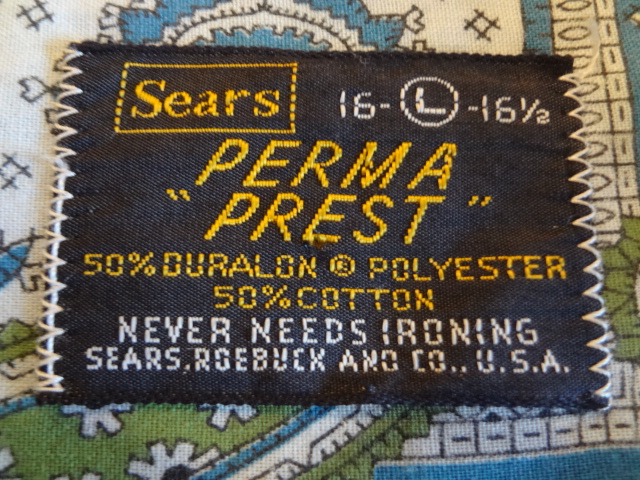 Sears 16-L-16½
PERMA
"PREST"
50% DURALON ® POLYESTER
50% COTTON
NEVER NEEDS IRONING
SEARS, ROEBUCK AND CO., U.S.A.